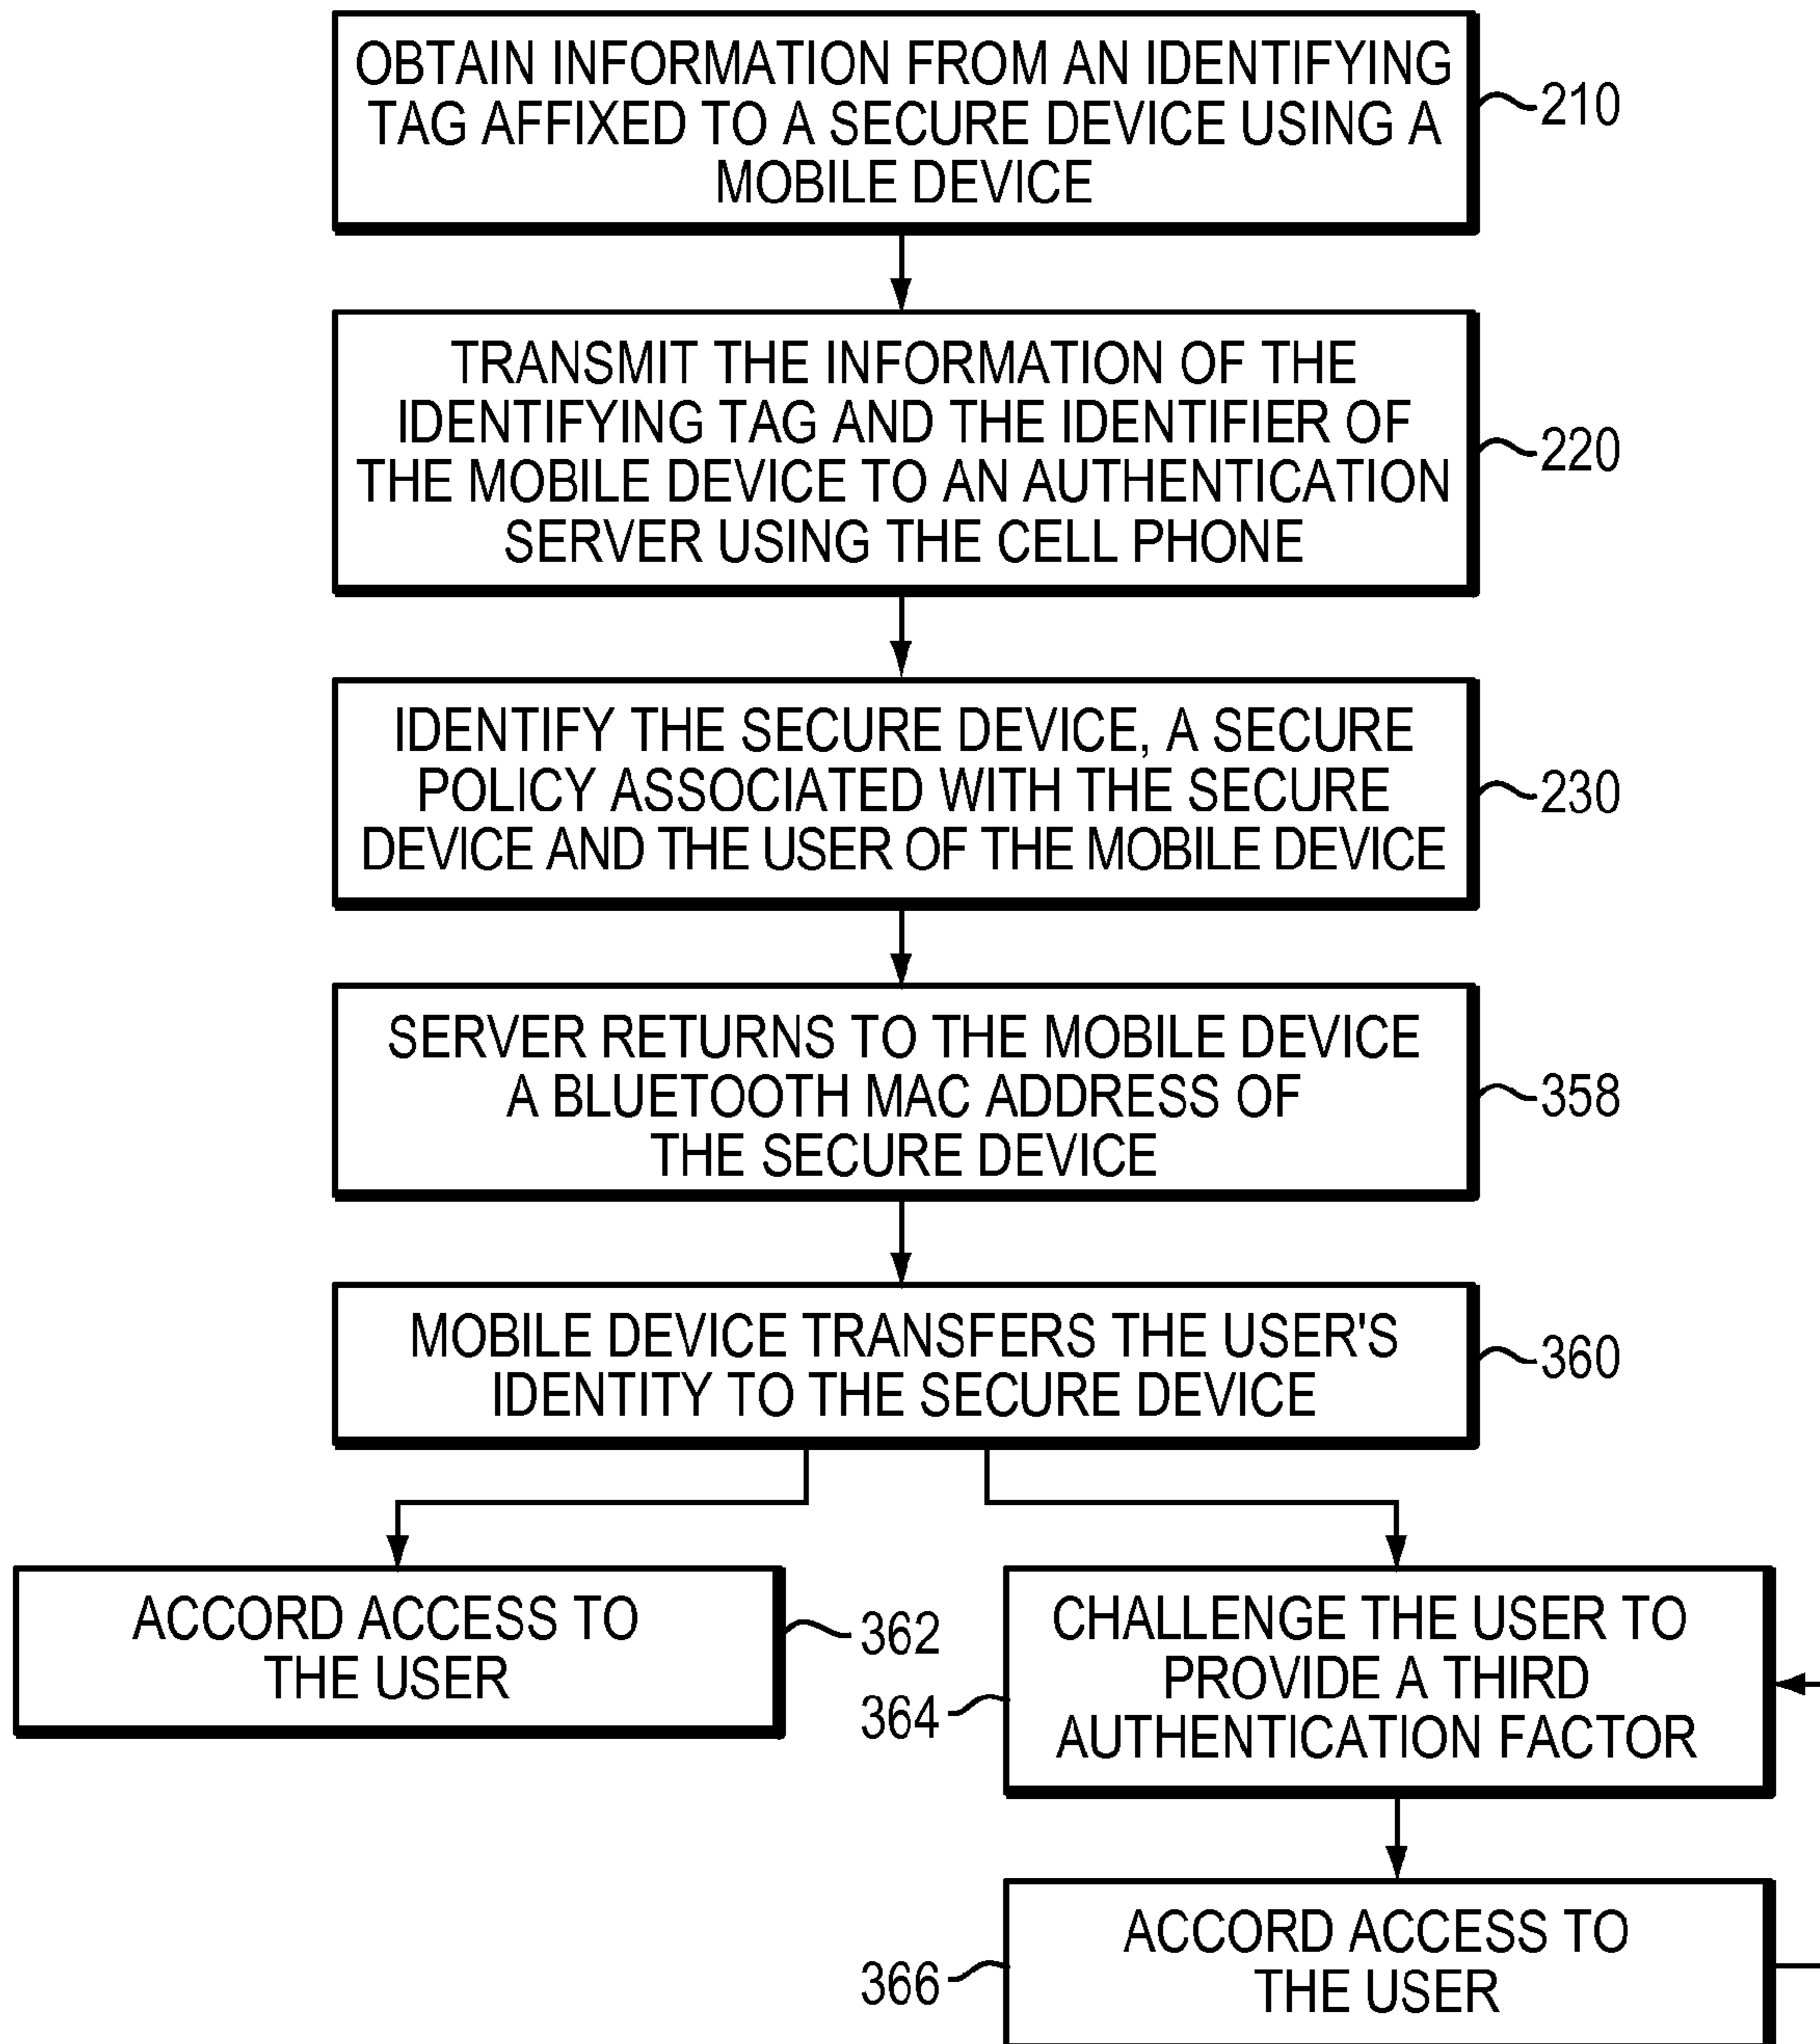 OBTAIN INFORMATION FROM AN IDENTIFYING
TAG AFFIXED TO A SECURE DEVICE USING A
MOBILE DEVICE
210
TRANSMIT THE INFORMATION OF THE
IDENTIFYING TAG AND THE IDENTIFIER OF
THE MOBILE DEVICE TO AN AUTHENTICATION
SERVER USING THE CELL PHONE
220
IDENTIFY THE SECURE DEVICE, A SECURE
POLICY ASSOCIATED WITH THE SECURE
DEVICE AND THE USER OF THE MOBILE DEVICE
230
SERVER RETURNS TO THE MOBILE DEVICE
A BLUETOOTH MAC ADDRESS OF
THE SECURE DEVICE
358
MOBILE DEVICE TRANSFERS THE USER'S
IDENTITY TO THE SECURE DEVICE
360
ACCORD ACCESS TO
THE USER
362
CHALLENGE THE USER TO
PROVIDE A THIRD
AUTHENTICATION FACTOR
364
ACCORD ACCESS TO
THE USER
366